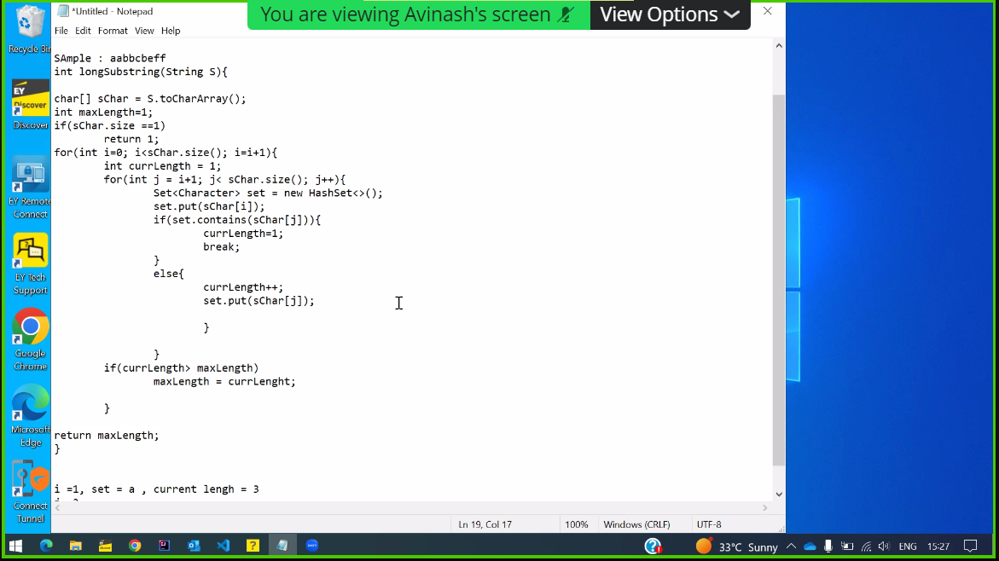 You are viewing Avinash's screen
View Options
*Untitled - Notepad
File Edit Format View Help
SAmple : aabbcbeff
int longSubstring(String S){
char[] sChar = S.toCharArray();
int maxLength=1;
if(sChar.size ==1)
return 1;
for(int i=0; i<sChar.size(); i=i+1){
int currLength = 1;
for(int j = i+1; j< sChar.size(); j++){
Set<Character> set = new HashSet<>();
set.put(sChar[i]);
if(set.contains(sChar[j])){
currLength=1;
break;
}
else{
currLength++;
set.put(sChar[j]);
}
}
if(currLength> maxLength)
maxLength = currLenght;
}
return maxLength;
}
i =1, set = a , current lengh = 3
Ln 19, Col 17
100%
Windows (CRLF)
UTF-8
Recycle Bin
EY
Discover
Discover
EY Remote
Connect
EY Tech
Support
Google
Chrome
Microsoft
Edge
Connect
Tunnel
33°C Sunny
ENG
15:27